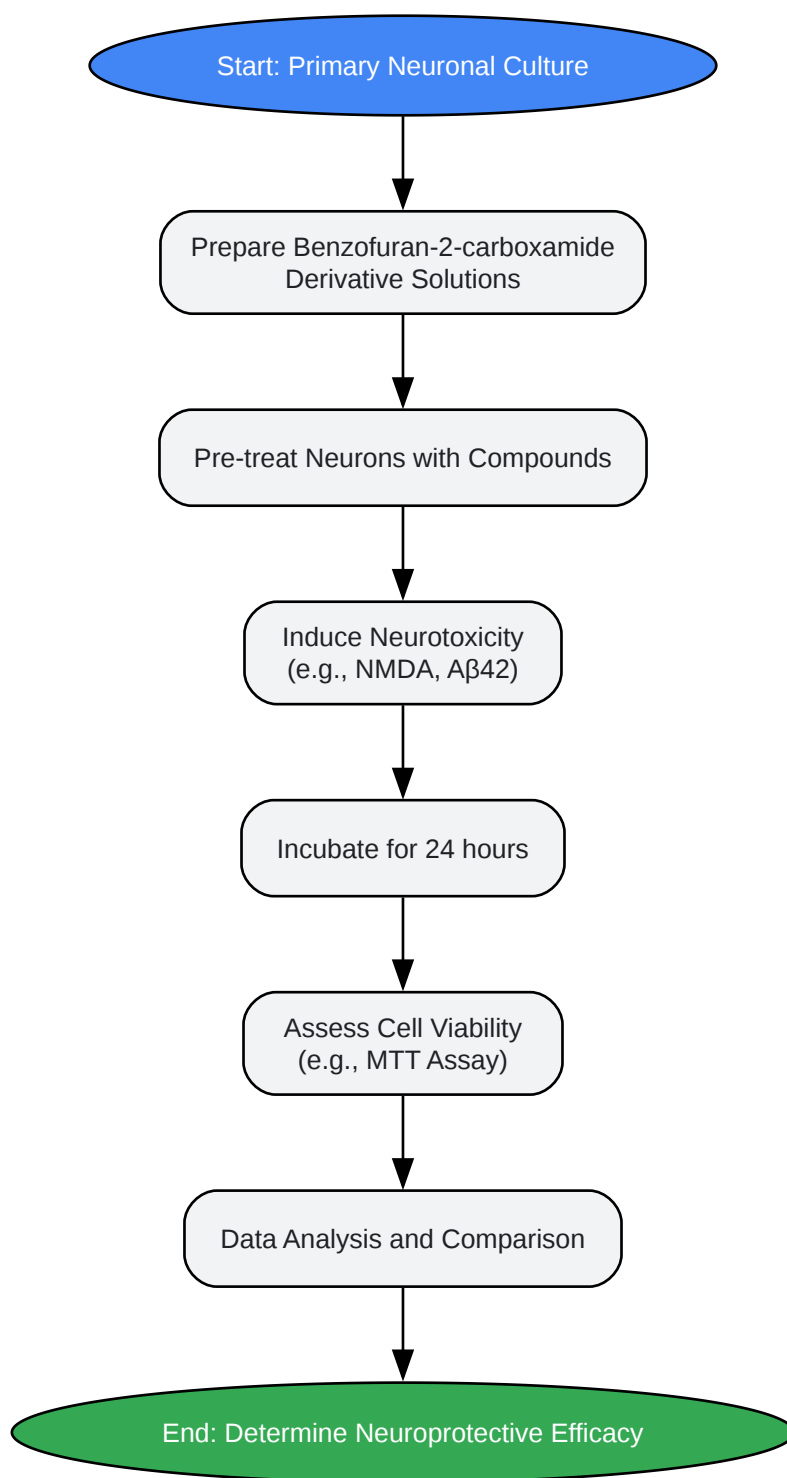 Start: Primary Neuronal Culture
Prepare Benzofuran-2-carboxamide
Derivative Solutions
Pre-treat Neurons with Compounds
Induce Neurotoxicity
(e.g., NMDA, Aβ42)
Incubate for 24 hours
Assess Cell Viability
(e.g., MTT Assay)
Data Analysis and Comparison
End: Determine Neuroprotective Efficacy